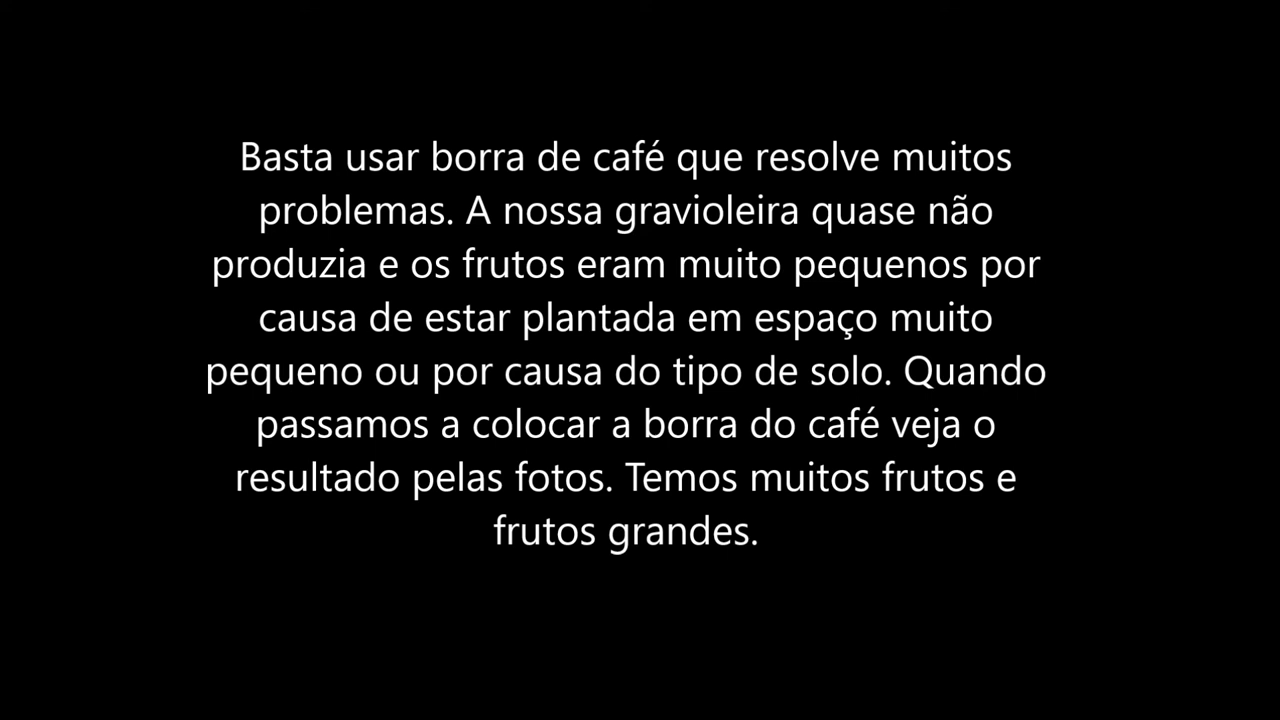 Basta usar borra de café que resolve muitos
problemas. A nossa gravioleira quase não
produzia e os frutos eram muito pequenos por
causa de estar plantada em espaço muito
pequeno ou por causa do tipo de solo. Quando
passamos a colocar a borra do café veja o
resultado pelas fotos. Temos muitos frutos e
frutos grandes.